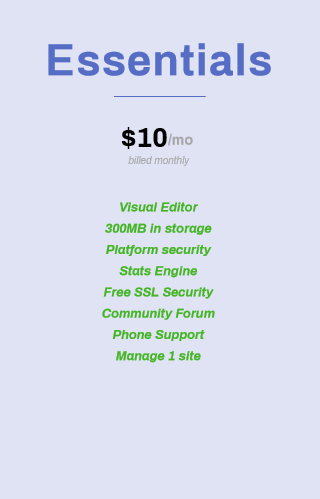 Essentials
$10/mo
billed monthly
Visual Editor
300MB in storage
Platform security
Stats Engine
Free SSL Security
Community Forum
Phone Support
Manage 1 site